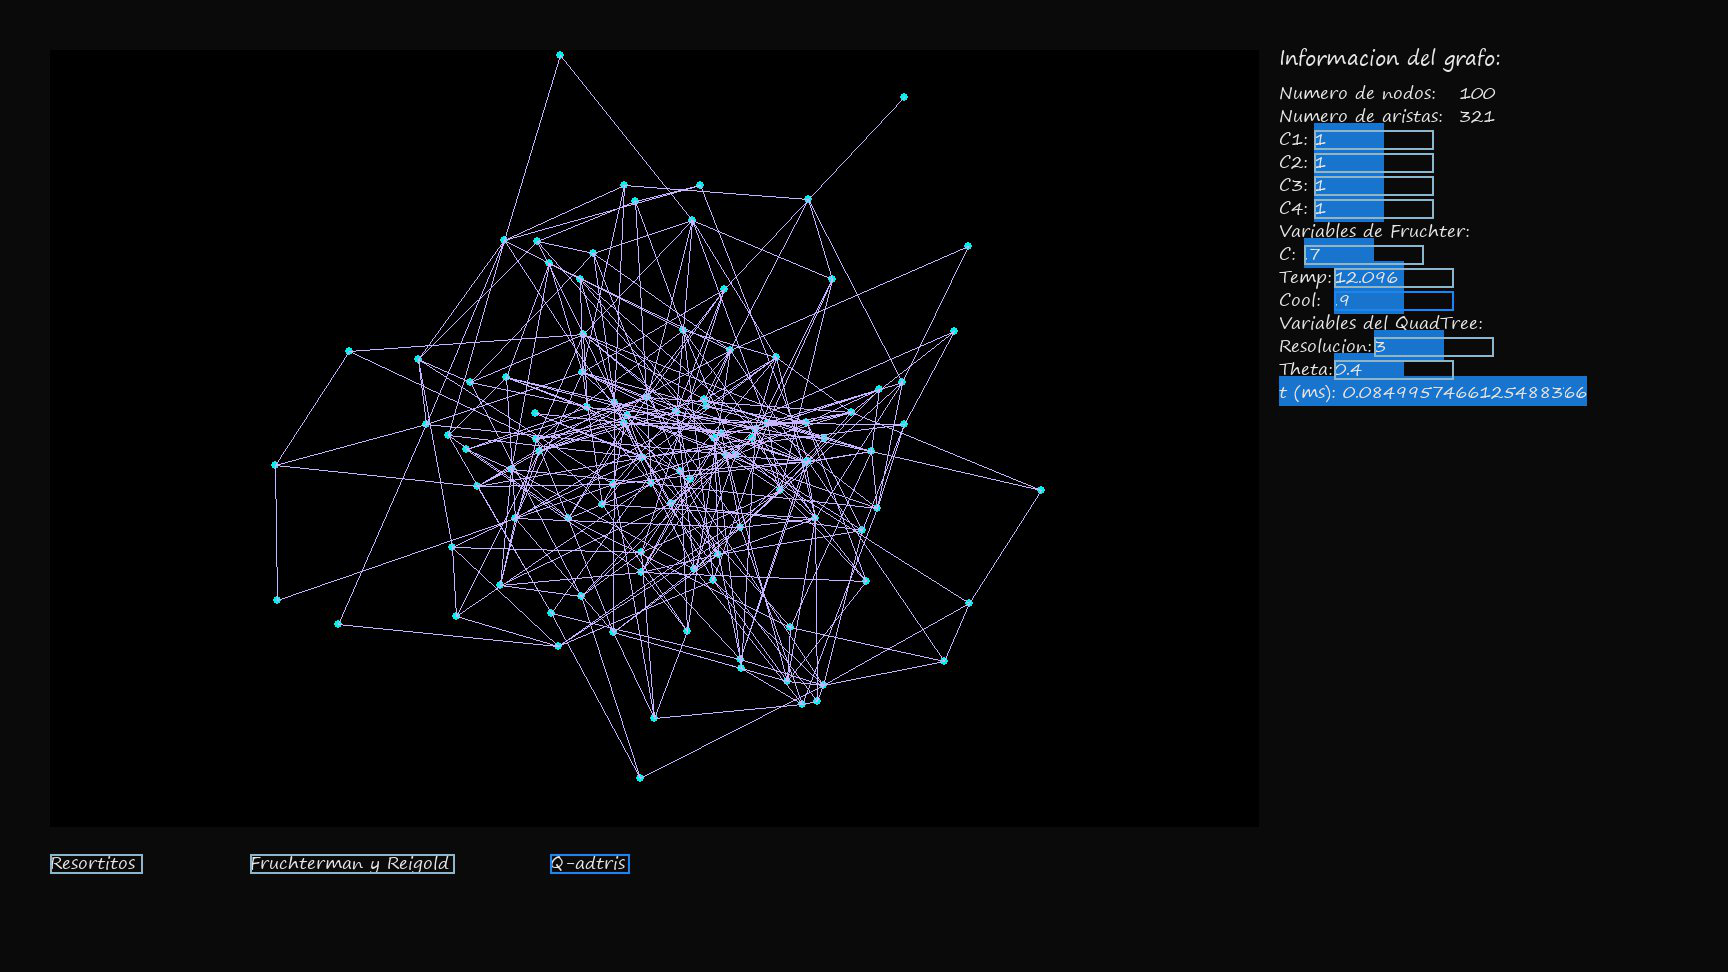 Informacion del grafo:
Numero de nodos: 100
Numero de aristas: 321
C1: 1
C2: 1
C3: 1
C4: 1
Variables de Fruchter:
C: .7
Temp: 12.096
Cool: .9
Variables del QuadTree:
Resolucion: 3
Theta: 0.4
t (ms): 0.0849957466125488366
Resortitos
Fruchterman y Reigold
Q-adtris